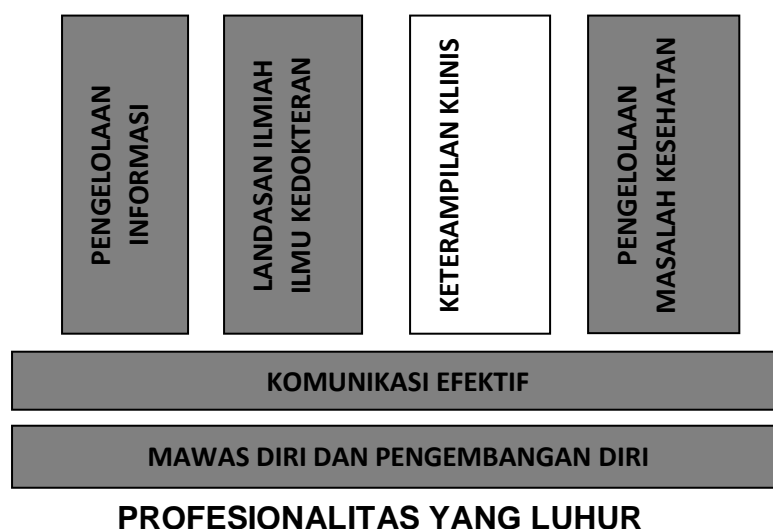 PENGELOLAAN
INFORMASI
LANDASAN ILMIAH
ILMU KEDOKTERAN
KETERAMPILAN KLINIS
PENGELOLAAN
MASALAH KESEHATAN
KOMUNIKASI EFEKTIF
MAWAS DIRI DAN PENGEMBANGAN DIRI
PROFESIONALITAS YANG LUHUR